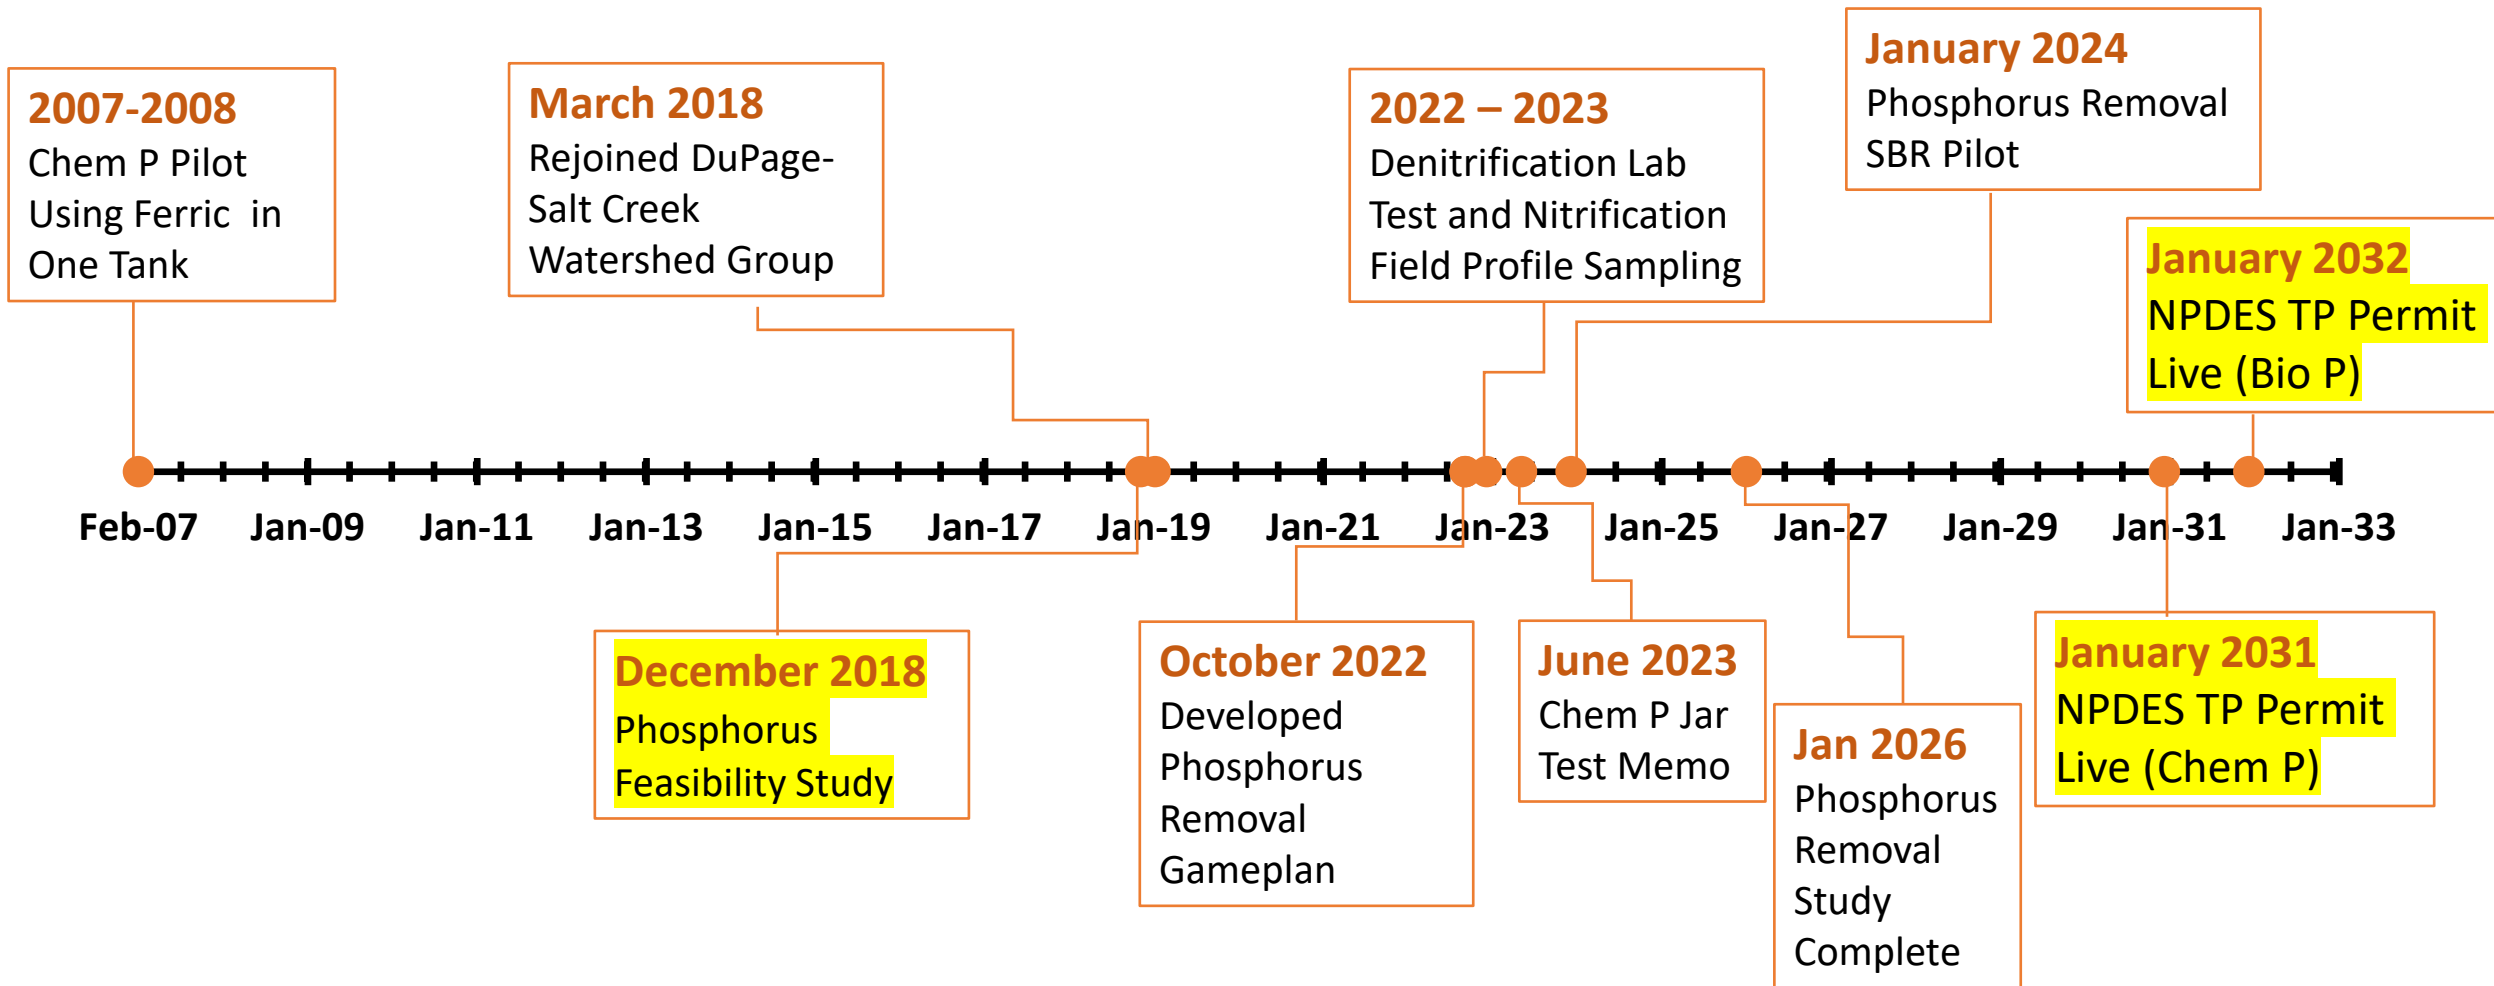 2007-2008
Chem P Pilot
Using Ferric  in
One Tank
March 2018
Rejoined DuPage-
Salt Creek
Watershed Group
2022 – 2023
Denitrification Lab
Test and Nitrification
Field Profile Sampling
January 2024
Phosphorus Removal
SBR Pilot
January 2032
NPDES TP Permit
Live (Bio P)
Feb-07
Jan-09
Jan-11
Jan-13
Jan-15
Jan-17
Jan-19
Jan-21
Jan-23
Jan-25
Jan-27
Jan-29
Jan-31
Jan-33
December 2018
Phosphorus
Feasibility Study
October 2022
Developed
Phosphorus
Removal
Gameplan
June 2023
Chem P Jar
Test Memo
Jan 2026
Phosphorus
Removal
Study
Complete
January 2031
NPDES TP Permit
Live (Chem P)